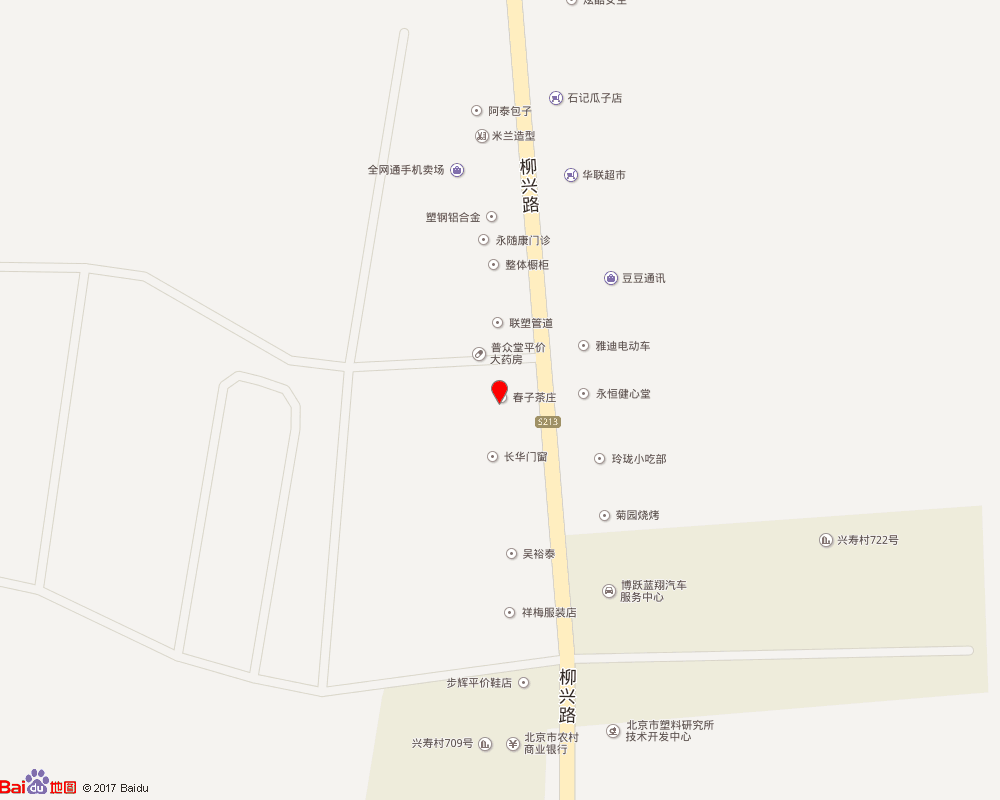 炫酷女生
石记瓜子店
阿泰包子
米兰造型
全网通手机卖场
柳兴路
华联超市
塑钢铝合金
永随康门诊
整体橱柜
豆豆通讯
联塑管道
普众堂平价
大药房
雅迪电动车
春子茶庄
永恒健心堂
S213
长华门窗
玲珑小吃部
菊园烧烤
兴寿村722号
吴裕泰
博跃蓝翔汽车
服务中心
祥梅服装店
步辉平价鞋店
柳兴路
北京市塑料研究所
技术开发中心
兴寿村709号
北京市农村
商业银行
Bai du 地图
© 2017 Baidu